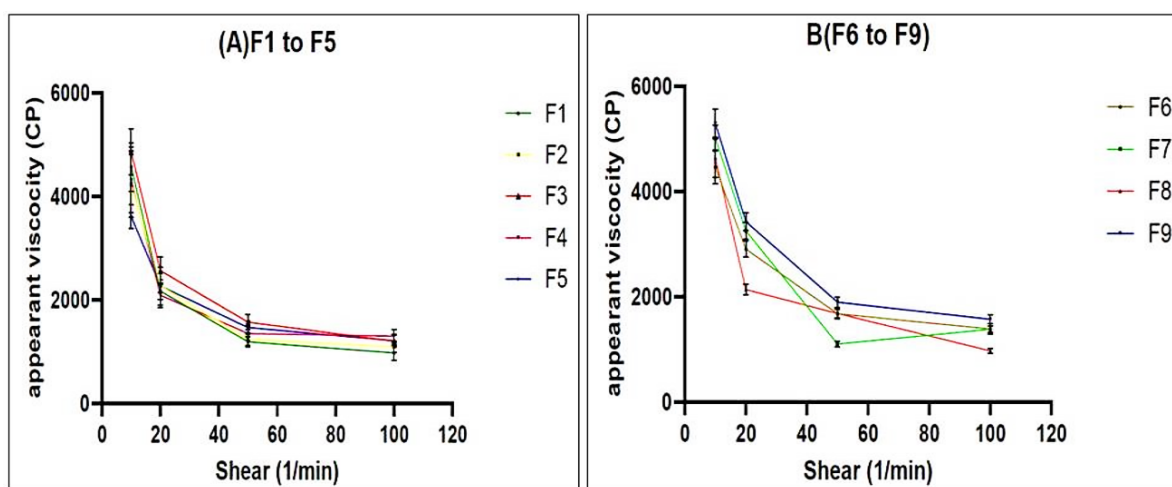 (A)F1 to F5
appearant viscocity (CP)
6000
4000
2000
0
0 20 40 60 80 100 120
Shear (1/min)
F1
F2
F3
F4
F5
B(F6 to F9)
appearant viscocity (CP)
6000
4000
2000
0
0 20 40 60 80 100 120
Shear (1/min)
F6
F7
F8
F9